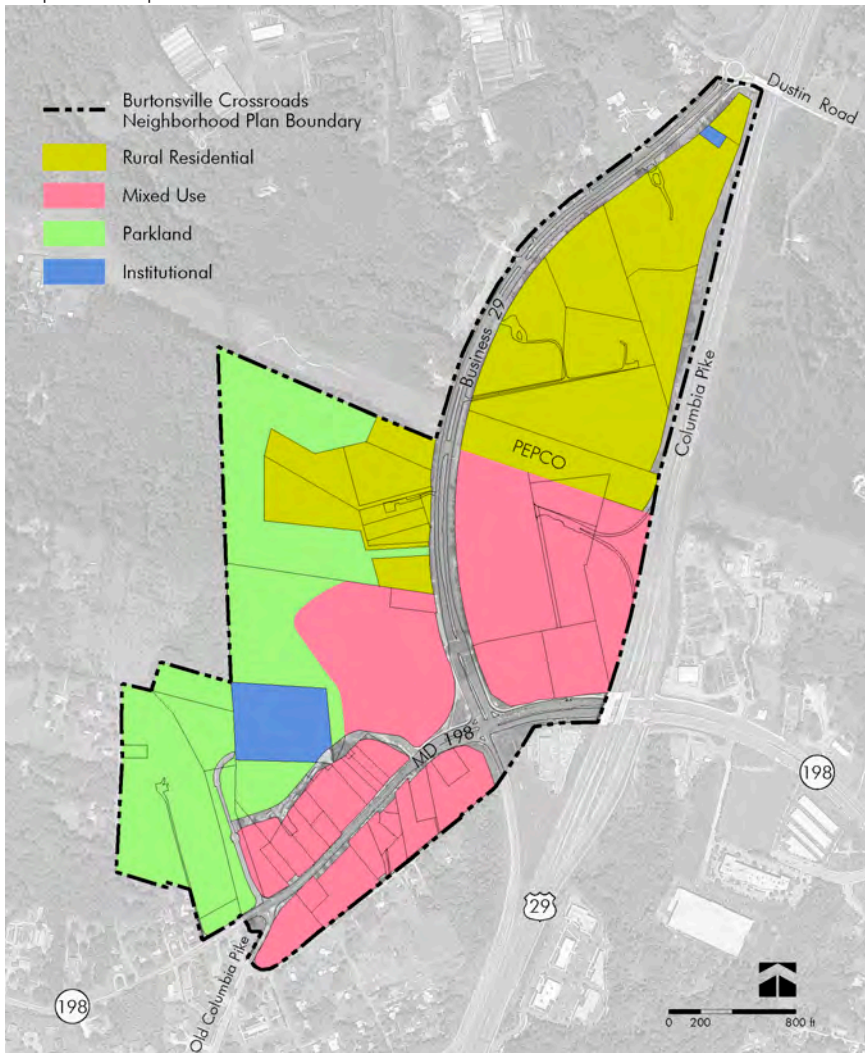 Burtonsville Crossroads
Neighborhood Plan Boundary
Rural Residential
Mixed Use
Parkland
Institutional
Dustin Road
Business 29
Columbia Pike
PEPCO
MD 198
198
29
Old Columbia Pike
198
0 200 800 ft